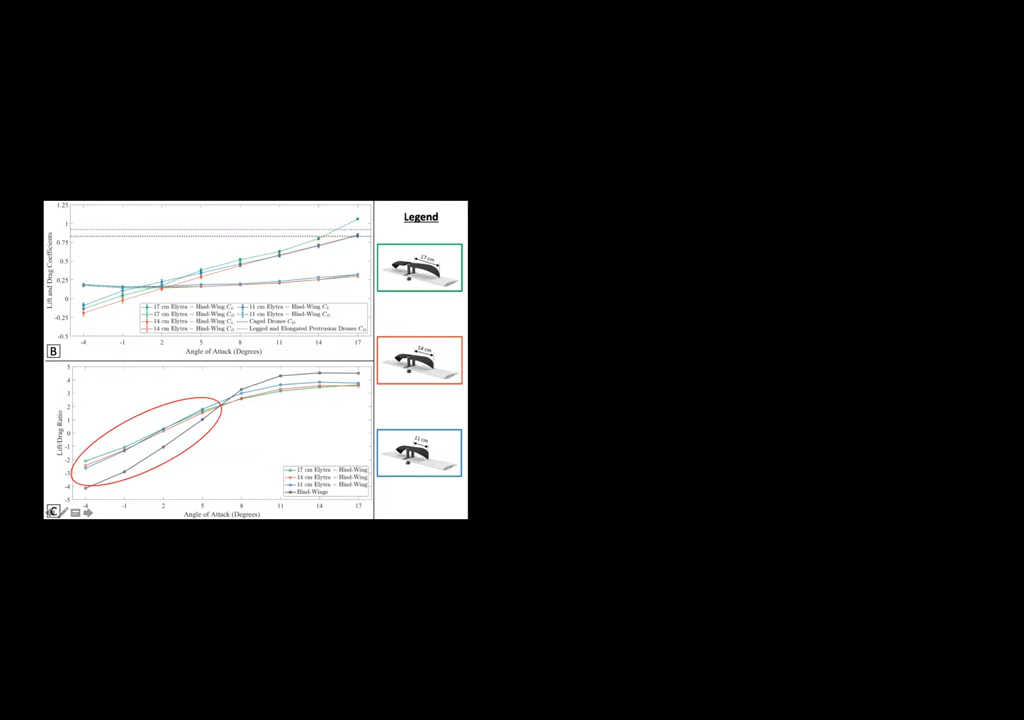 1.25
1
0.75
0.5
0.25
0
-0.25
-0.5
Lift and Drag Coefficients
17 cm Elytra − Hind-Wing C_L
17 cm Elytra − Hind-Wing C_D
14 cm Elytra − Hind-Wing C_L
14 cm Elytra − Hind-Wing C_D
11 cm Elytra − Hind-Wing C_L
11 cm Elytra − Hind-Wing C_D
Caged Drones C_D
Legged and Elongated Protrusion Drones C_D
-4 -1 2 5 8 11 14 17
Angle of Attack (Degrees)
B
5
4
3
2
1
0
-1
-2
-3
-4
-5
Lift/Drag Ratio
17 cm Elytra − Hind-Wing
14 cm Elytra − Hind-Wing
11 cm Elytra − Hind-Wing
Hind-Wings
-4 -1 2 5 8 11 14 17
Angle of Attack (Degrees)
C
Legend
17 cm
14 cm
11 cm